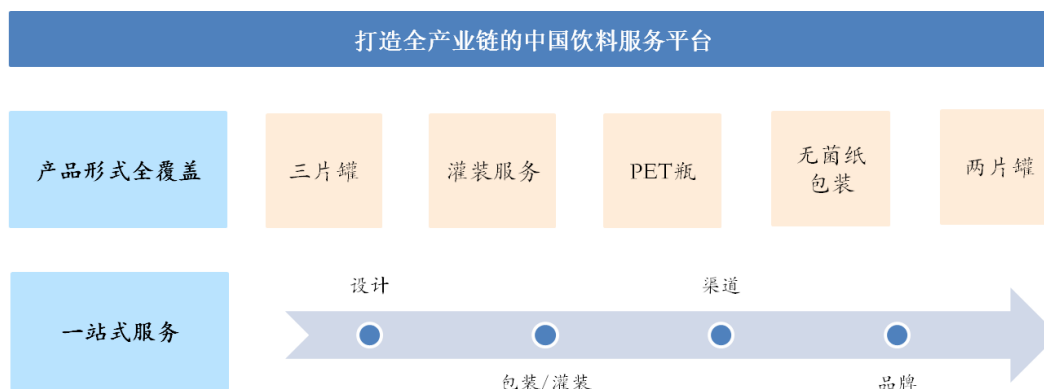 打造全产业链的中国饮料服务平台
产品形式全覆盖
三片罐
灌装服务
PET瓶
无菌纸
包装
两片罐
一站式服务
设计
包装/灌装
渠道
品牌